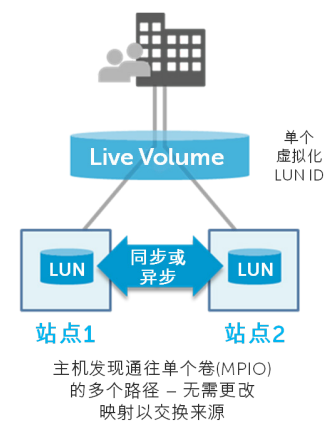 单个
虚拟化
LUN ID
Live Volume
同步或
异步
LUN
LUN
站点1
站点2
主机发现通往单个卷(MPIO)
的多个路径 – 无需更改
映射以交换来源